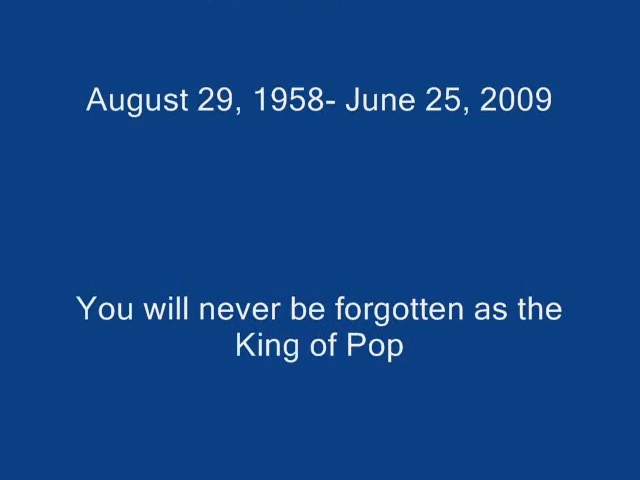 August 29, 1958- June 25, 2009
You will never be forgotten as the
King of Pop